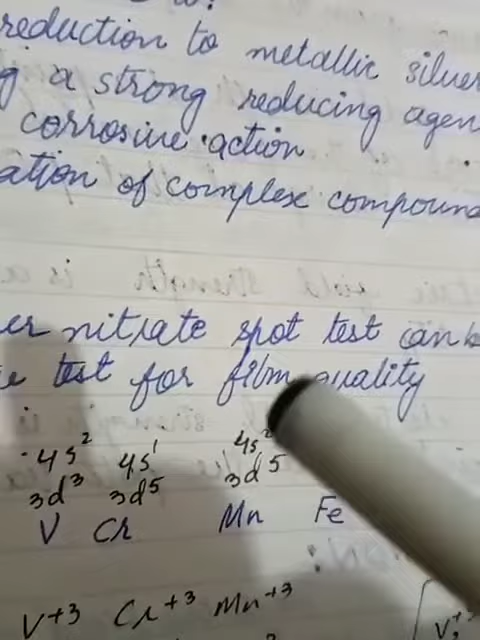 reduction to metallic silver
a strong reducing agen
corrosive action
ation of complex compound
er nitrate spot test can b
test for film quality
4s² 4s¹ 4s²
3d³ 3d⁵ 3d⁵
V Cr Mn Fe
V+3 Cr+3 Mn+3